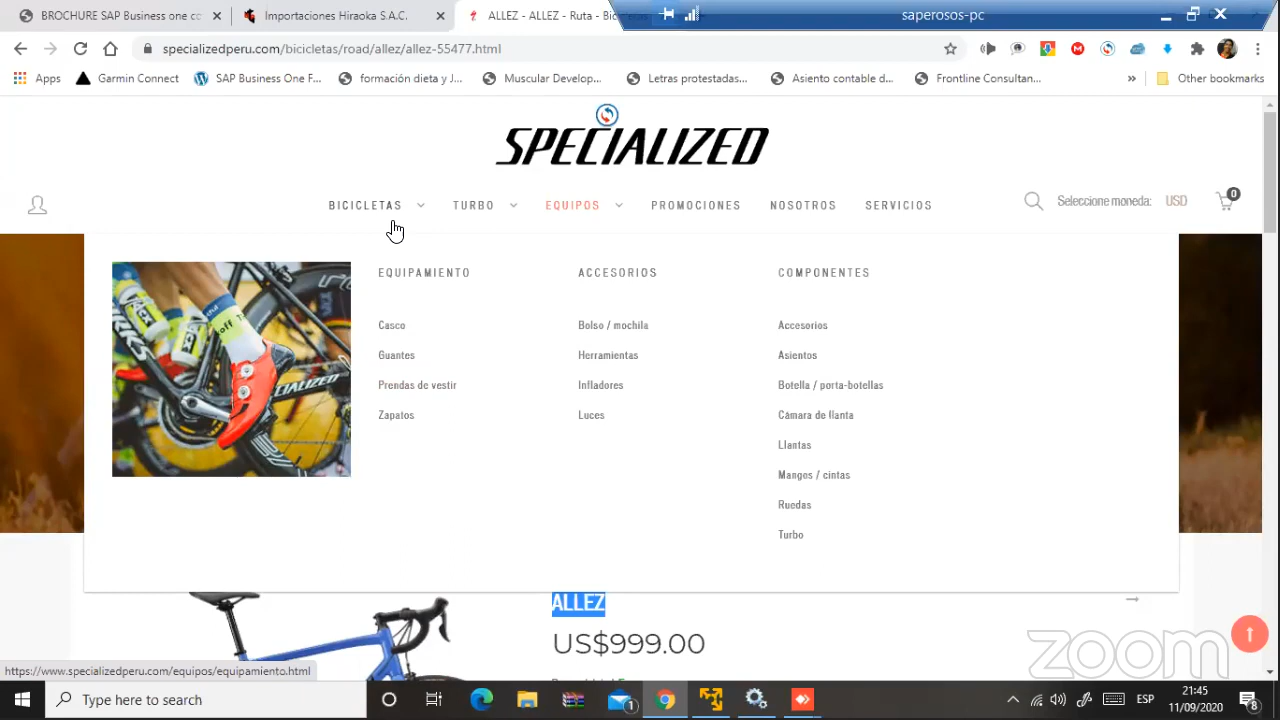 BROCHURE SAP Business one cc
Importaciones Hiraoka S.A.C.
ALLEZ - ALLEZ - Ruta - Bic
saperosos-pc
specializedperu.com/bicicletas/road/allez/allez-55477.html
Apps
Garmin Connect
SAP Business One F...
formación dieta y J...
Muscular Develop...
Letras protestadas...
Asiento contable d...
Frontline Consultan...
»
Other bookmarks
SPECIALIZED
BICICLETAS
TURBO
EQUIPOS
PROMOCIONES
NOSOTROS
SERVICIOS
Seleccione moneda:
USD
0
EQUIPAMIENTO
ACCESORIOS
COMPONENTES
Casco
Bolso / mochila
Accesorios
Guantes
Herramientas
Asientos
Prendas de vestir
Infladores
Botella / porta-botellas
Zapatos
Luces
Cámara de llanta
Llantas
Mangos / cintas
Ruedas
Turbo
SPECIALIZED
ALLEZ
US$999.00
zoom
https://www.specializedperu.com/equipos/equipamiento.html
Type here to search
1
ESP
21:45
11/09/2020
8